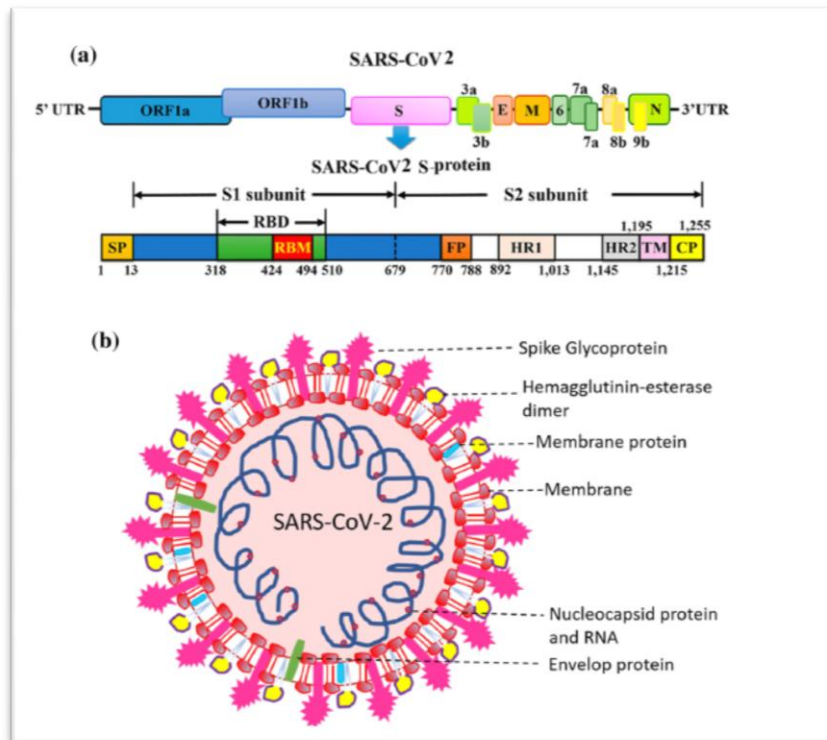 (a)
SARS-CoV2
3a
7a
8a
5' UTR
ORF1a
ORF1b
S
E
M
6
N
3'UTR
3b
7a
8b
9b
SARS-CoV2 S-protein
S1 subunit
S2 subunit
RBD
1,195
1,255
SP
RBM
FP
HR1
HR2
TM
CP
1
13
318
424
494
510
679
770
788
892
1,013
1,145
1,215
(b)
Spike Glycoprotein
Hemagglutinin-esterase
dimer
Membrane protein
Membrane
SARS-CoV-2
Nucleocapsid protein
and RNA
Envelop protein